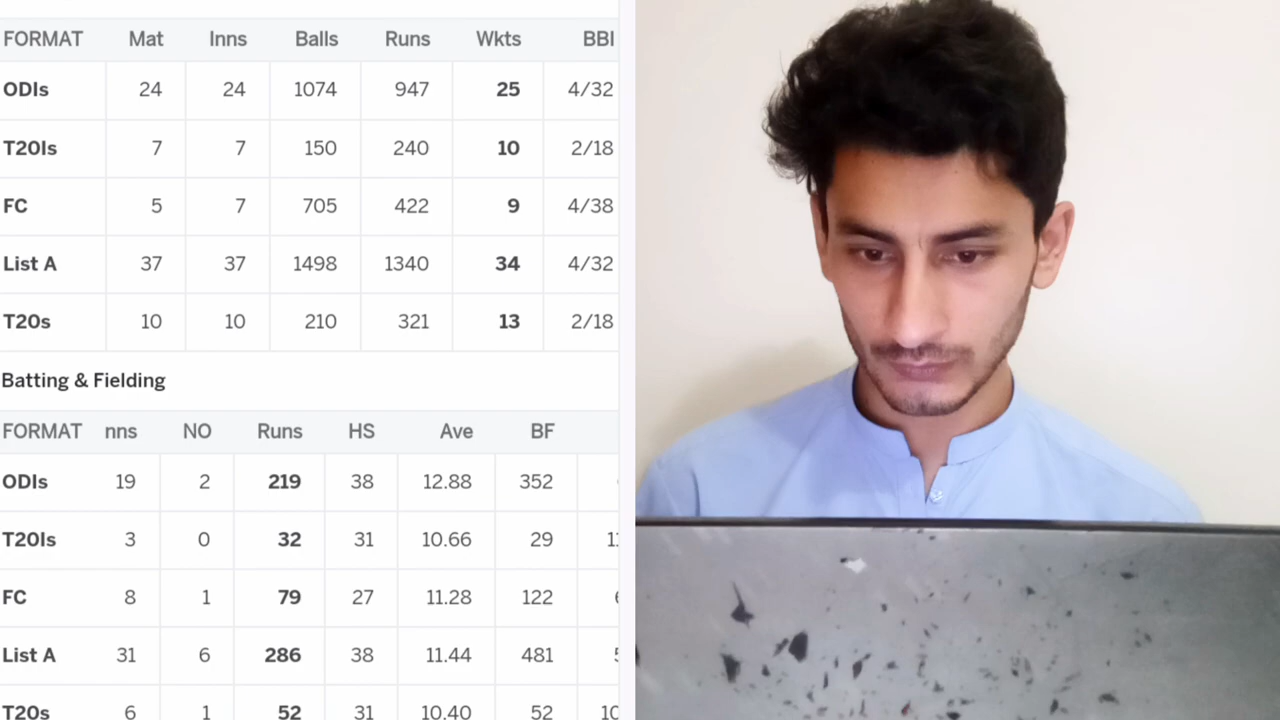 FORMAT Mat Inns Balls Runs Wkts BBI
ODIs 24 24 1074 947 25 4/32
T20Is 7 7 150 240 10 2/18
FC 5 7 705 422 9 4/38
List A 37 37 1498 1340 34 4/32
T20s 10 10 210 321 13 2/18
Batting & Fielding
FORMAT nns NO Runs HS Ave BF
ODIs 19 2 219 38 12.88 352
T20Is 3 0 32 31 10.66 29
FC 8 1 79 27 11.28 122
List A 31 6 286 38 11.44 481
T20s 6 1 52 31 10.40 52